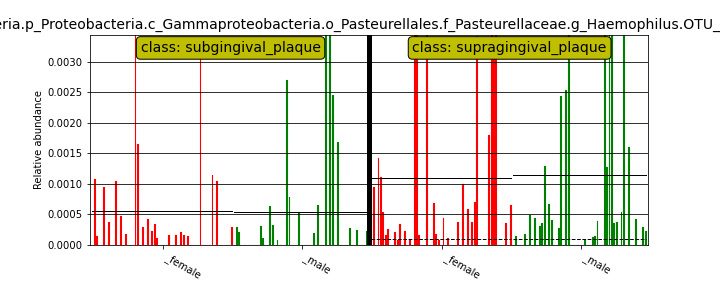 eria.p_Proteobacteria.c_Gammaproteobacteria.o_Pasteurellales.f_Pasteurellaceae.g_Haemophilus.OTU_
class: subgingival_plaque
class: supragingival_plaque
Relative abundance
0.0030
0.0025
0.0020
0.0015
0.0010
0.0005
0.0000
_female
_male
_female
_male